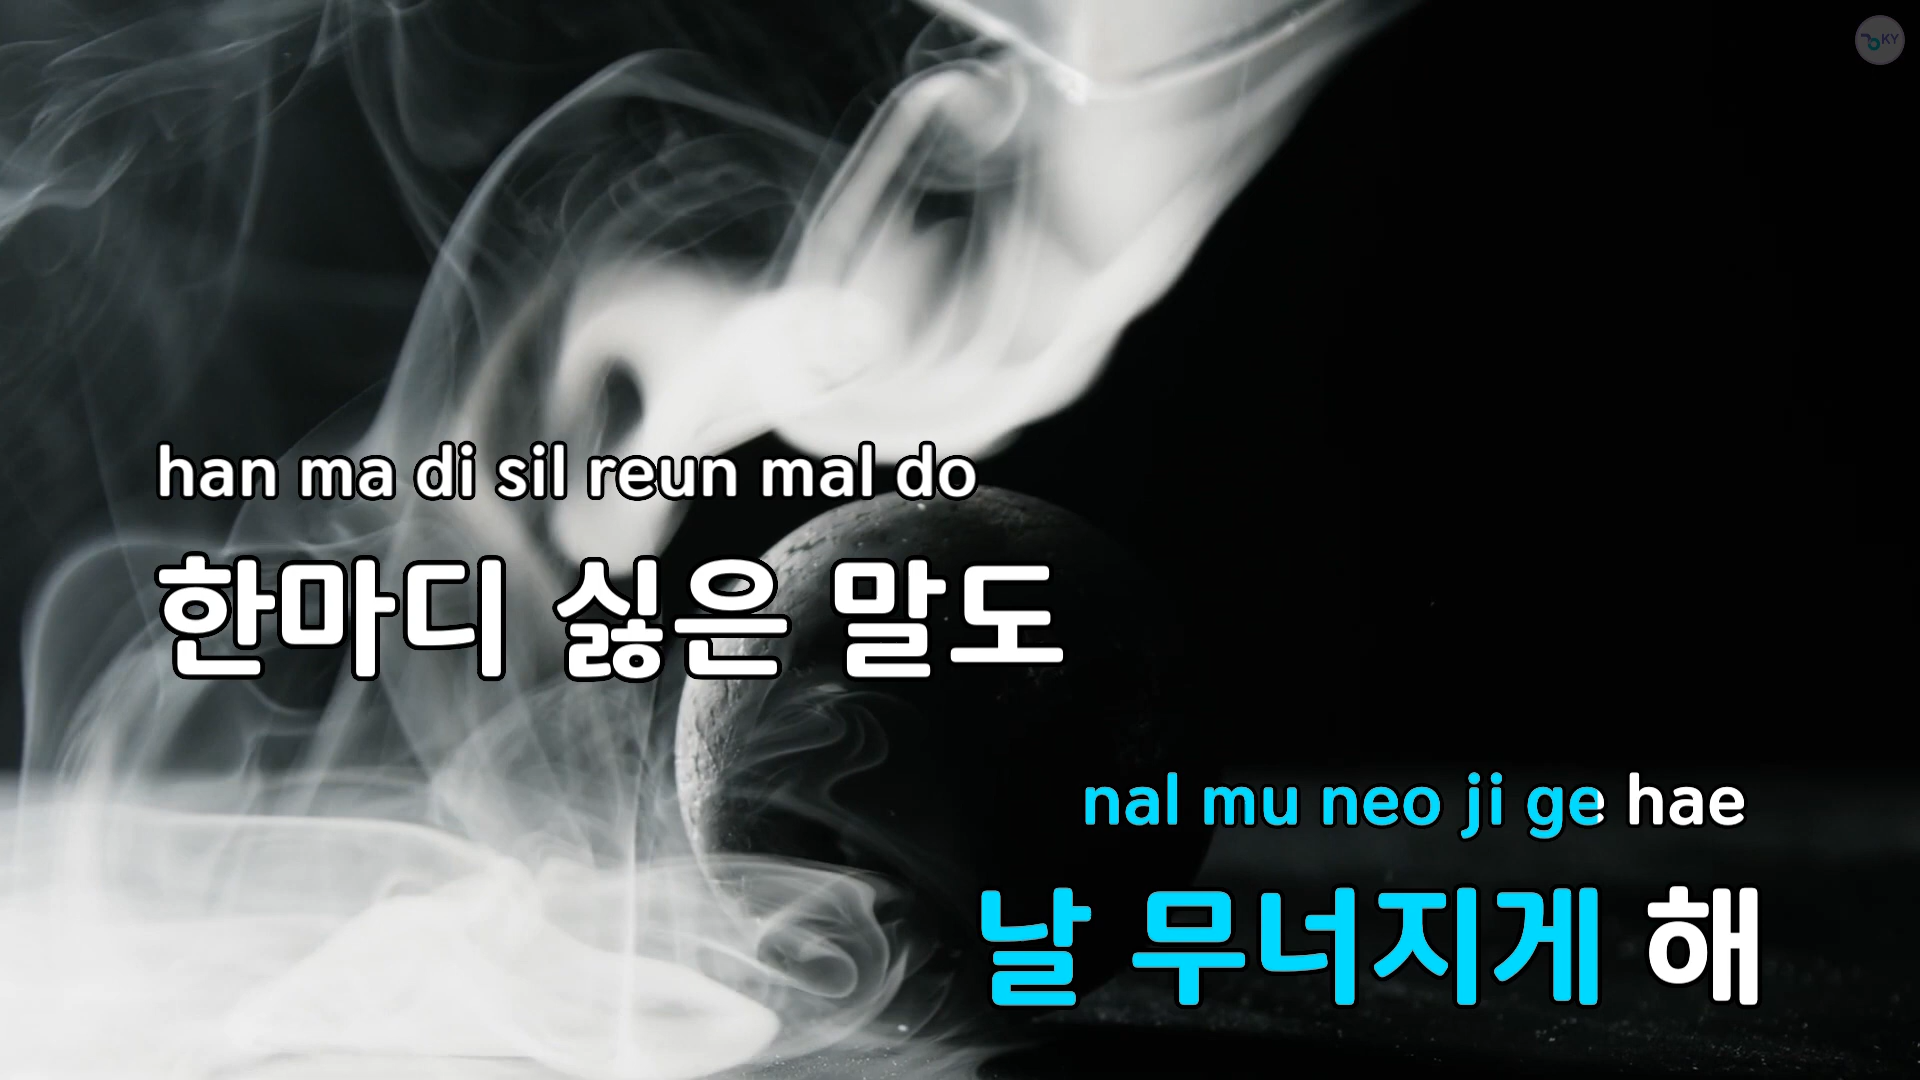 KY
han ma di sil reun mal do
한마디 싫은 말도
nal mu neo ji ge hae
날 무너지게 해